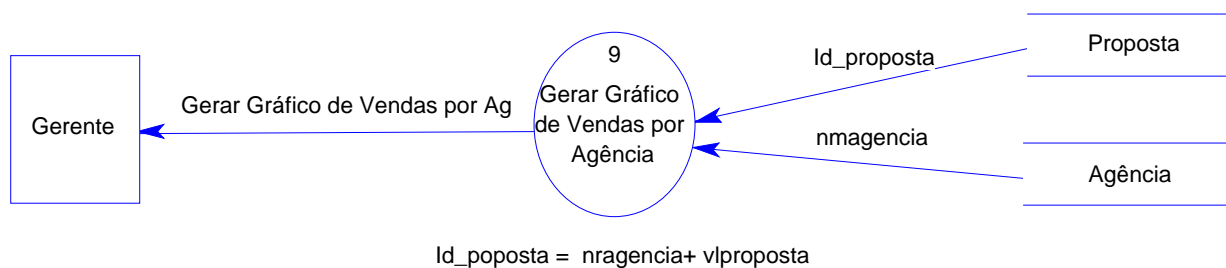 9
Proposta
Id_proposta
Gerar Gráfico
de Vendas por
Agência
Gerar Gráfico de Vendas por Ag
Gerente
nmagencia
Agência
Id_poposta = nragencia+ vlproposta